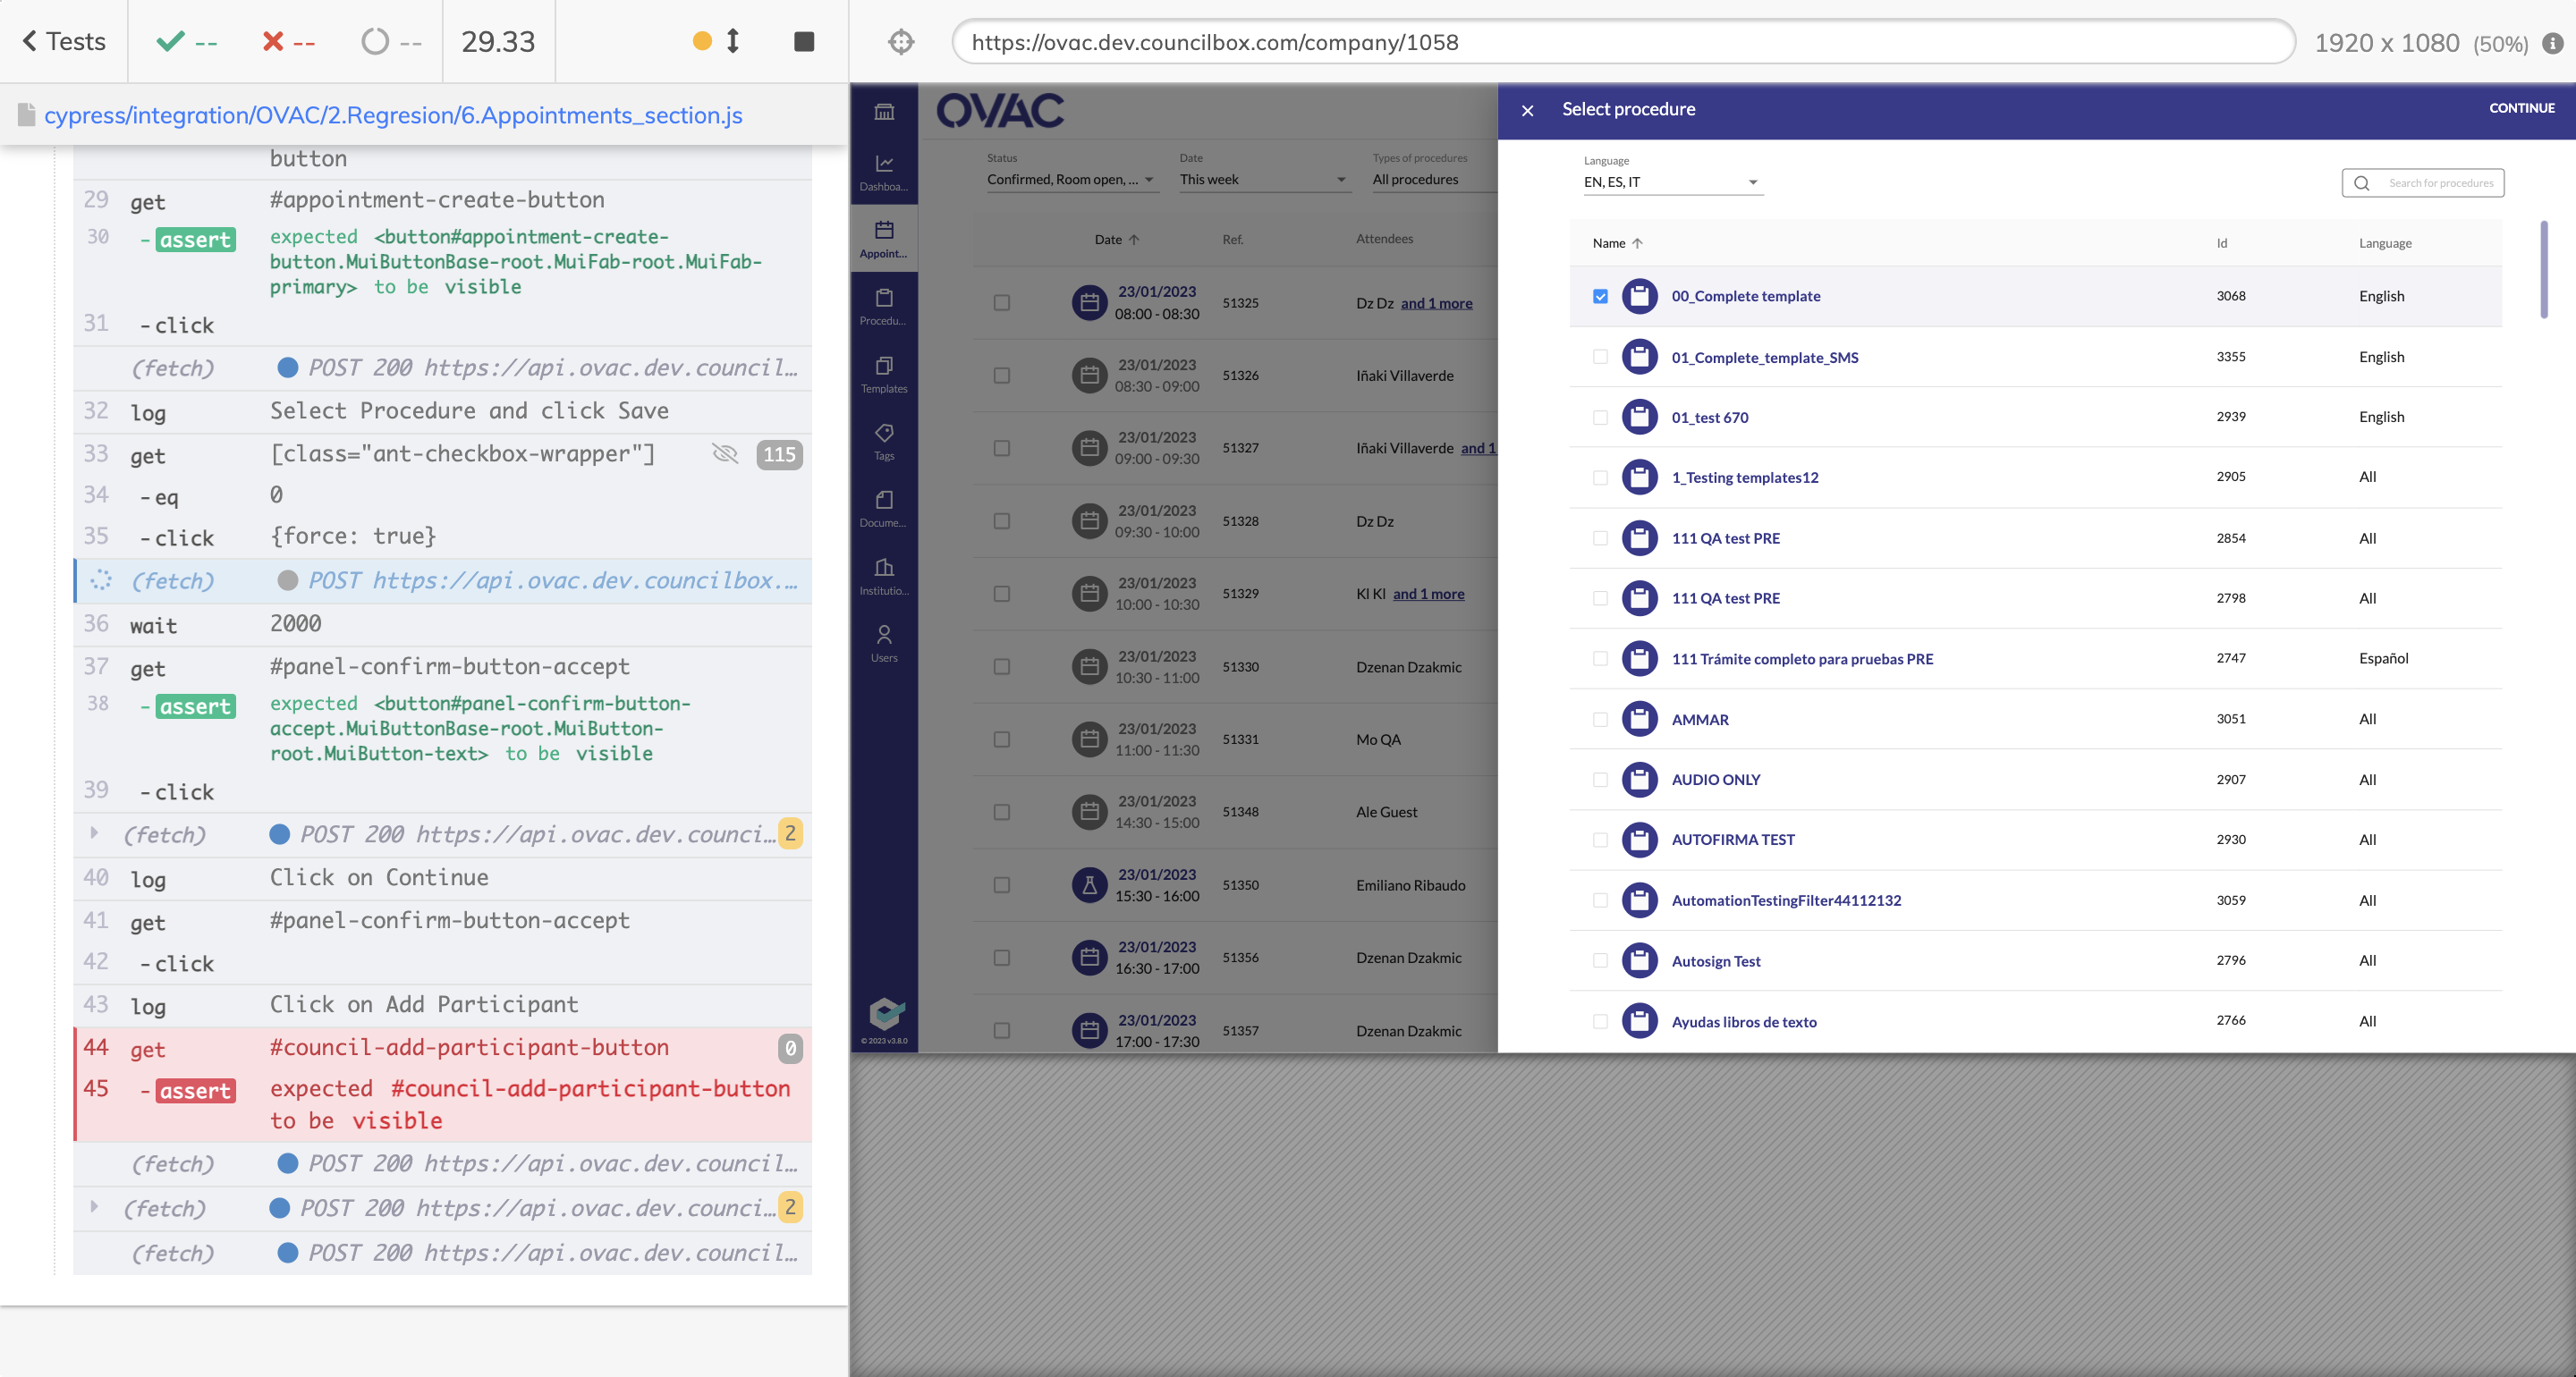 Tests
--
--
--
29.33
cypress/integration/OVAC/2.Regresion/6.Appointments_section.js
button
29 get #appointment-create-button
30 - assert expected <button#appointment-create-
button.MuiButtonBase-root.MuiFab-root.MuiFab-
primary> to be visible
31 - click
(fetch) POST 200 https://api.ovac.dev.council…
32 log Select Procedure and click Save
33 get [class="ant-checkbox-wrapper"] 115
34 - eq 0
35 - click {force: true}
(fetch) POST https://api.ovac.dev.councilbox.…
36 wait 2000
37 get #panel-confirm-button-accept
38 - assert expected <button#panel-confirm-button-
accept.MuiButtonBase-root.MuiButton-
root.MuiButton-text> to be visible
39 - click
(fetch) POST 200 https://api.ovac.dev.counci… 2
40 log Click on Continue
41 get #panel-confirm-button-accept
42 - click
43 log Click on Add Participant
44 get #council-add-participant-button 0
45 - assert expected #council-add-participant-button
to be visible
(fetch) POST 200 https://api.ovac.dev.council…
(fetch) POST 200 https://api.ovac.dev.counci… 2
(fetch) POST 200 https://api.ovac.dev.council…
https://ovac.dev.councilbox.com/company/1058
1920 x 1080 (50%)
Dashboa...
Appoint...
Procedu...
Templates
Tags
Docume...
Institutio...
Users
© 2023 v3.8.0
OVAC
Status
Confirmed, Room open, ...
Date
This week
Types of procedures
All procedures
Date Ref. Attendees
23/01/2023
08:00 - 08:30
51325 Dz Dz and 1 more
23/01/2023
08:30 - 09:00
51326 Iñaki Villaverde
23/01/2023
09:00 - 09:30
51327 Iñaki Villaverde and 1
23/01/2023
09:30 - 10:00
51328 Dz Dz
23/01/2023
10:00 - 10:30
51329 Kl Kl and 1 more
23/01/2023
10:30 - 11:00
51330 Dzenan Dzakmic
23/01/2023
11:00 - 11:30
51331 Mo QA
23/01/2023
14:30 - 15:00
51348 Ale Guest
23/01/2023
15:30 - 16:00
51350 Emiliano Ribaudo
23/01/2023
16:30 - 17:00
51356 Dzenan Dzakmic
23/01/2023
17:00 - 17:30
51357 Dzenan Dzakmic
Select procedure
CONTINUE
Language
EN, ES, IT
Search for procedures
Name Id Language
00_Complete template 3068 English
01_Complete_template_SMS 3355 English
01_test 670 2939 English
1_Testing templates12 2905 All
111 QA test PRE 2854 All
111 QA test PRE 2798 All
111 Trámite completo para pruebas PRE 2747 Español
AMMAR 3051 All
AUDIO ONLY 2907 All
AUTOFIRMA TEST 2930 All
AutomationTestingFilter44112132 3059 All
Autosign Test 2796 All
Ayudas libros de texto 2766 All